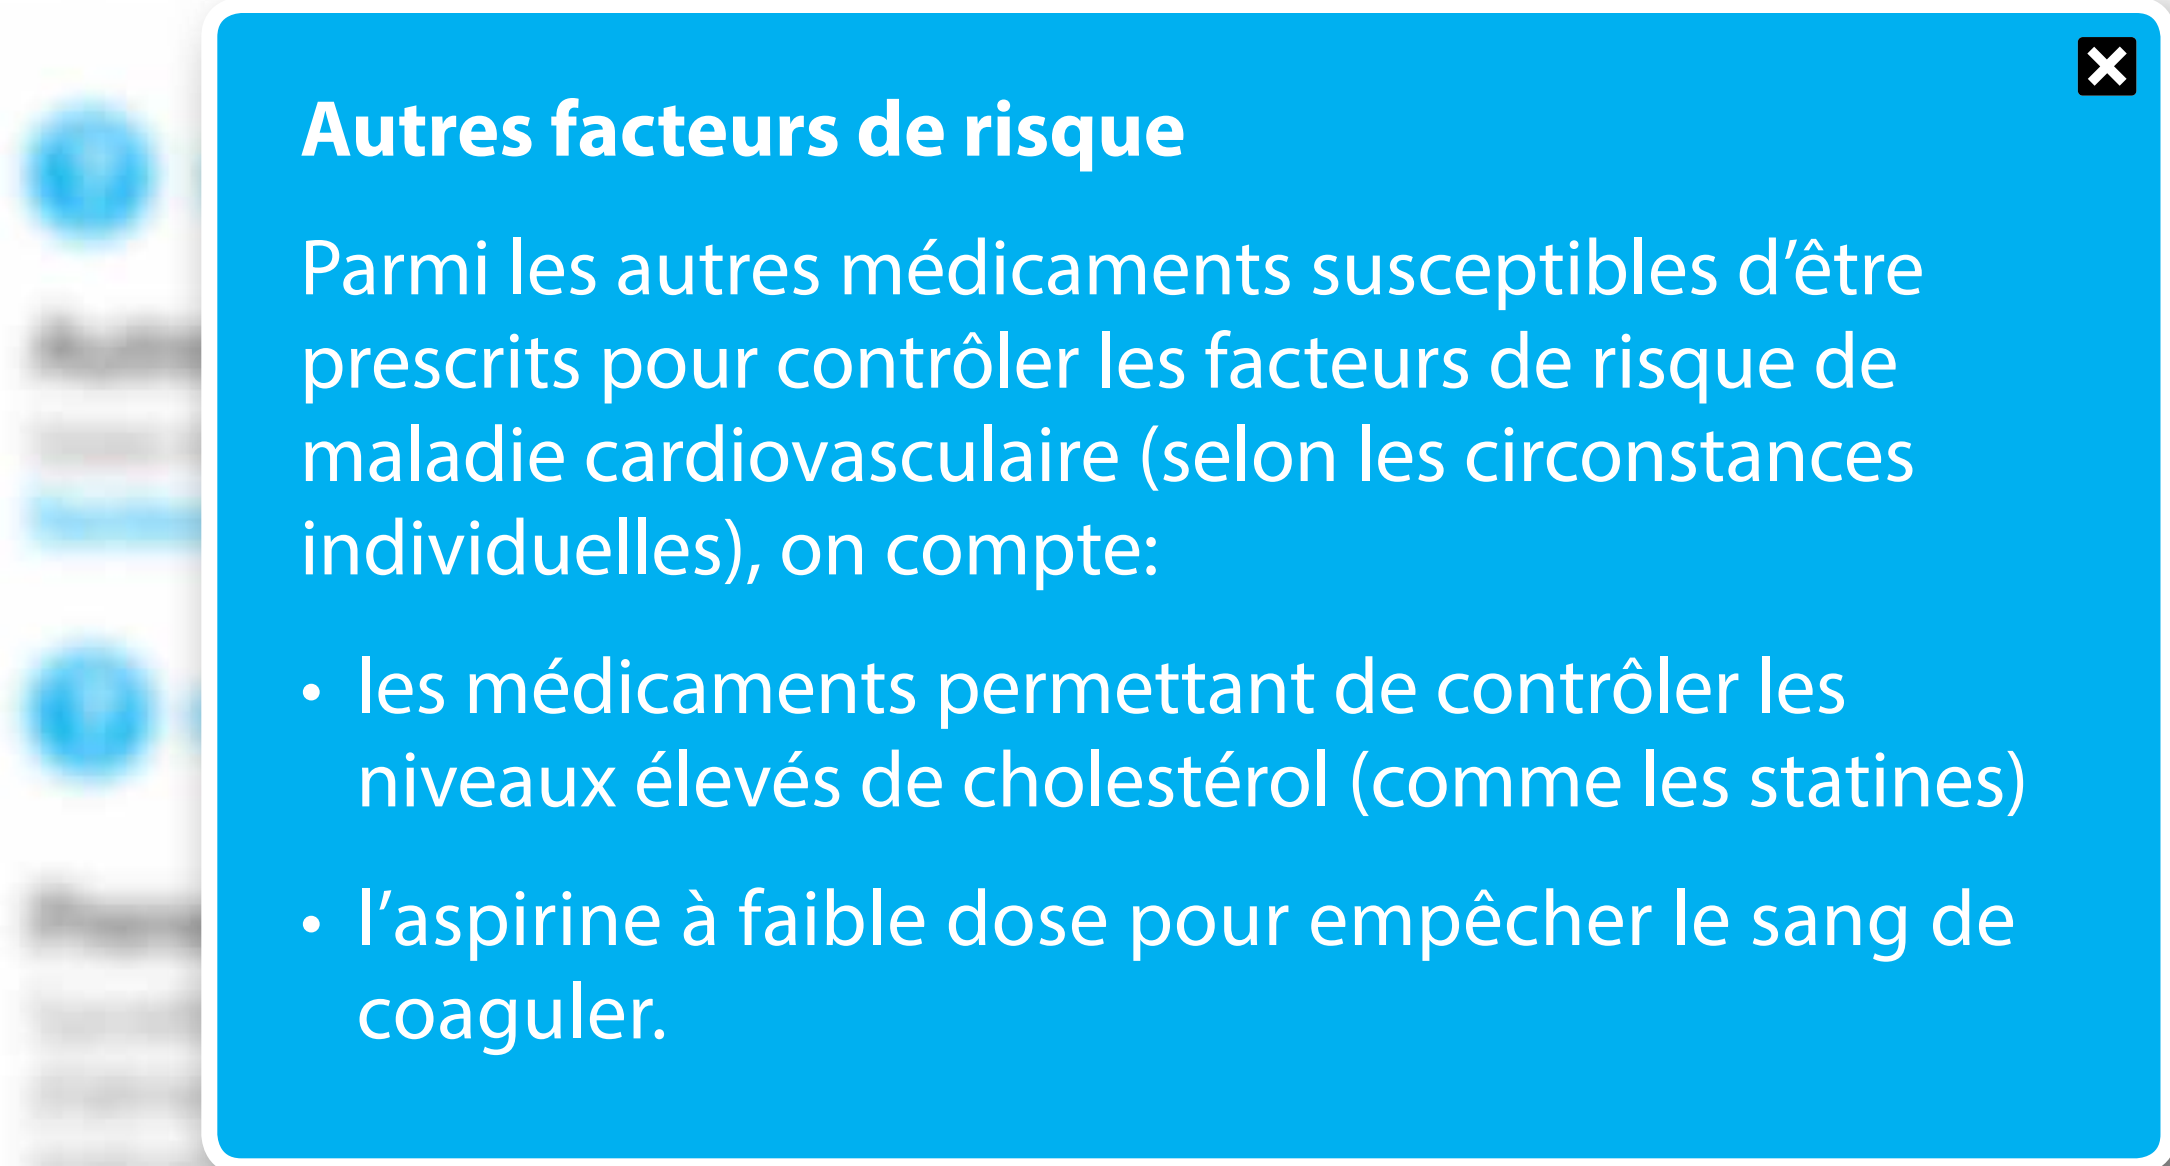 Autres facteurs de risque
Parmi les autres médicaments susceptibles d’être
prescrits pour contrôler les facteurs de risque de
maladie cardiovasculaire (selon les circonstances
individuelles), on compte:
• les médicaments permettant de contrôler les
niveaux élevés de cholestérol (comme les statines)
• l’aspirine à faible dose pour empêcher le sang de
coaguler.